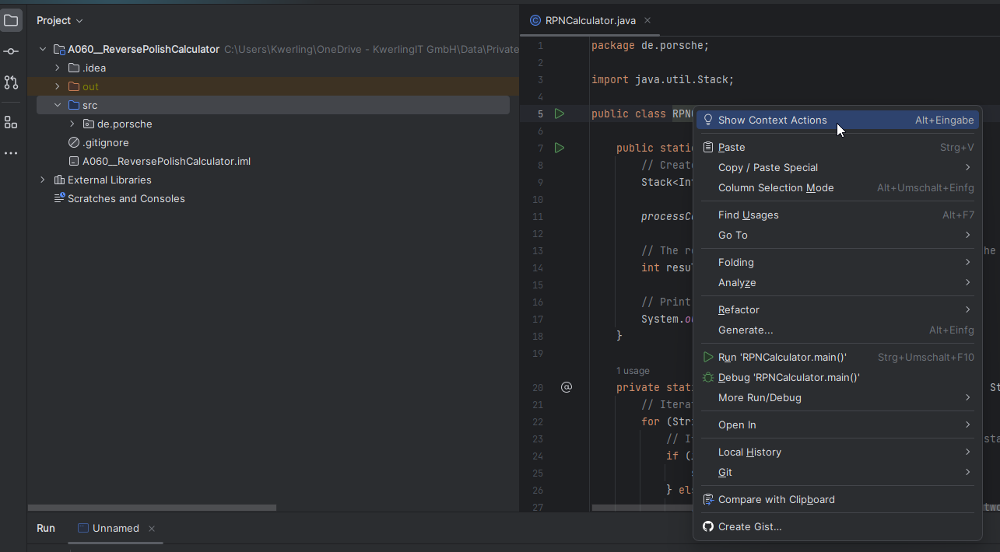 Project
A060__ReversePolishCalculator C:\Users\Kwerling\OneDrive - KwerlingIT GmbH\Data\Private
.idea
out
src
de.porsche
.gitignore
A060__ReversePolishCalculator.iml
External Libraries
Scratches and Consoles
RPNCalculator.java
1 package de.porsche;
2
3 import java.util.Stack;
4
5 public class RPN
6
7 public stati
8 // Create
9 Stack<Int
10
11 processCo
12
13 // The re he
14 int resul
15
16 // Print
17 System.o
18 }
19
1 usage
20 private stat St
21 // Iterat
22 for (Stri
23 // I sta
24 if (
25
26 } els
27 two
Show Context Actions Alt+Eingabe
Paste Strg+V
Copy / Paste Special
Column Selection Mode Alt+Umschalt+Einfg
Find Usages Alt+F7
Go To
Folding
Analyze
Refactor
Generate... Alt+Einfg
Run 'RPNCalculator.main()' Strg+Umschalt+F10
Debug 'RPNCalculator.main()'
More Run/Debug
Open In
Local History
Git
Compare with Clipboard
Create Gist...
Run
Unnamed